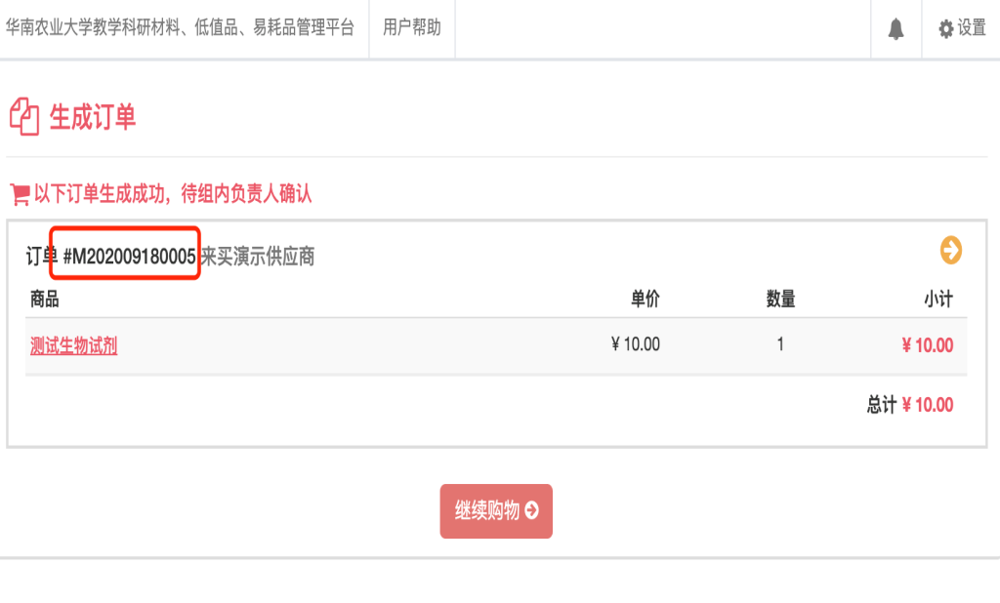 华南农业大学教学科研材料、低值品、易耗品管理平台 用户帮助 设置
生成订单
以下订单生成成功，待组内负责人确认
订单 #M202009180005 来买演示供应商
商品 单价 数量 小计
测试生物试剂 ¥ 10.00 1 ¥ 10.00
总计 ¥ 10.00
继续购物